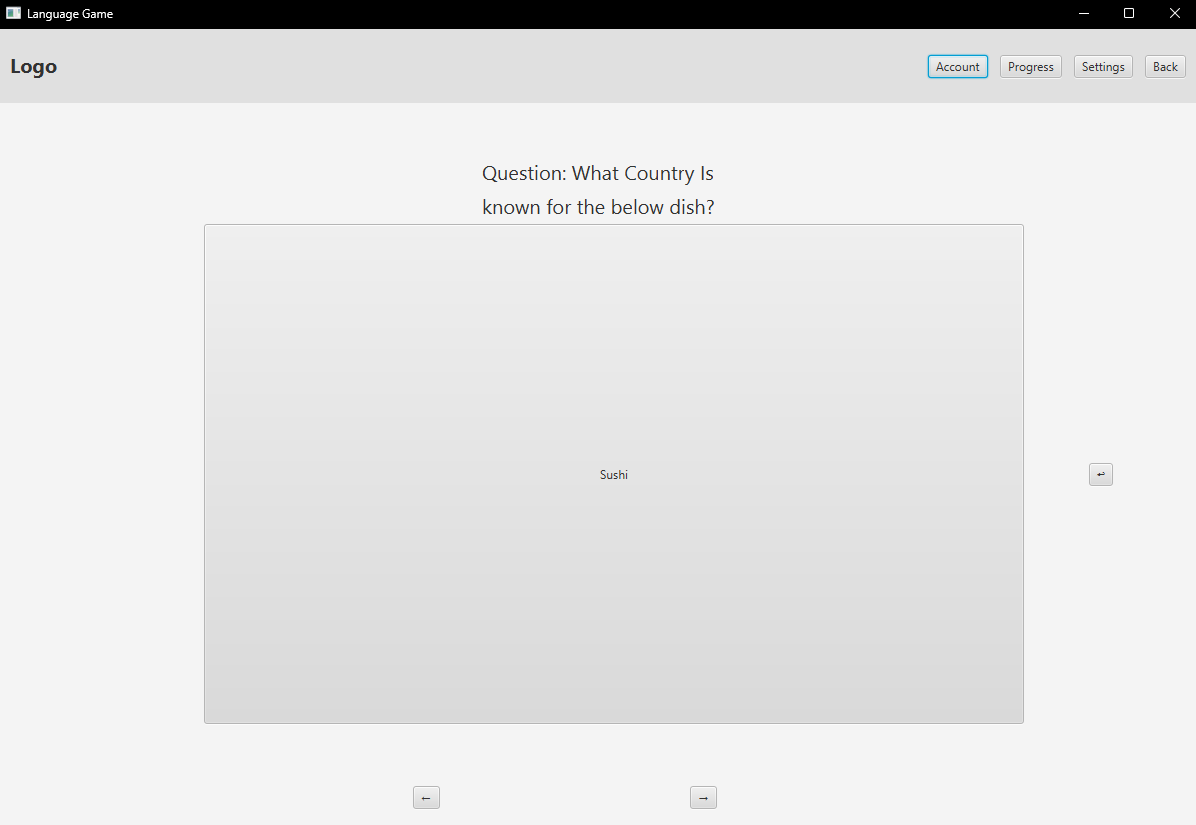 Language Game
Logo
Account Progress Settings Back
Question: What Country Is
known for the below dish?
Sushi
↩
← →